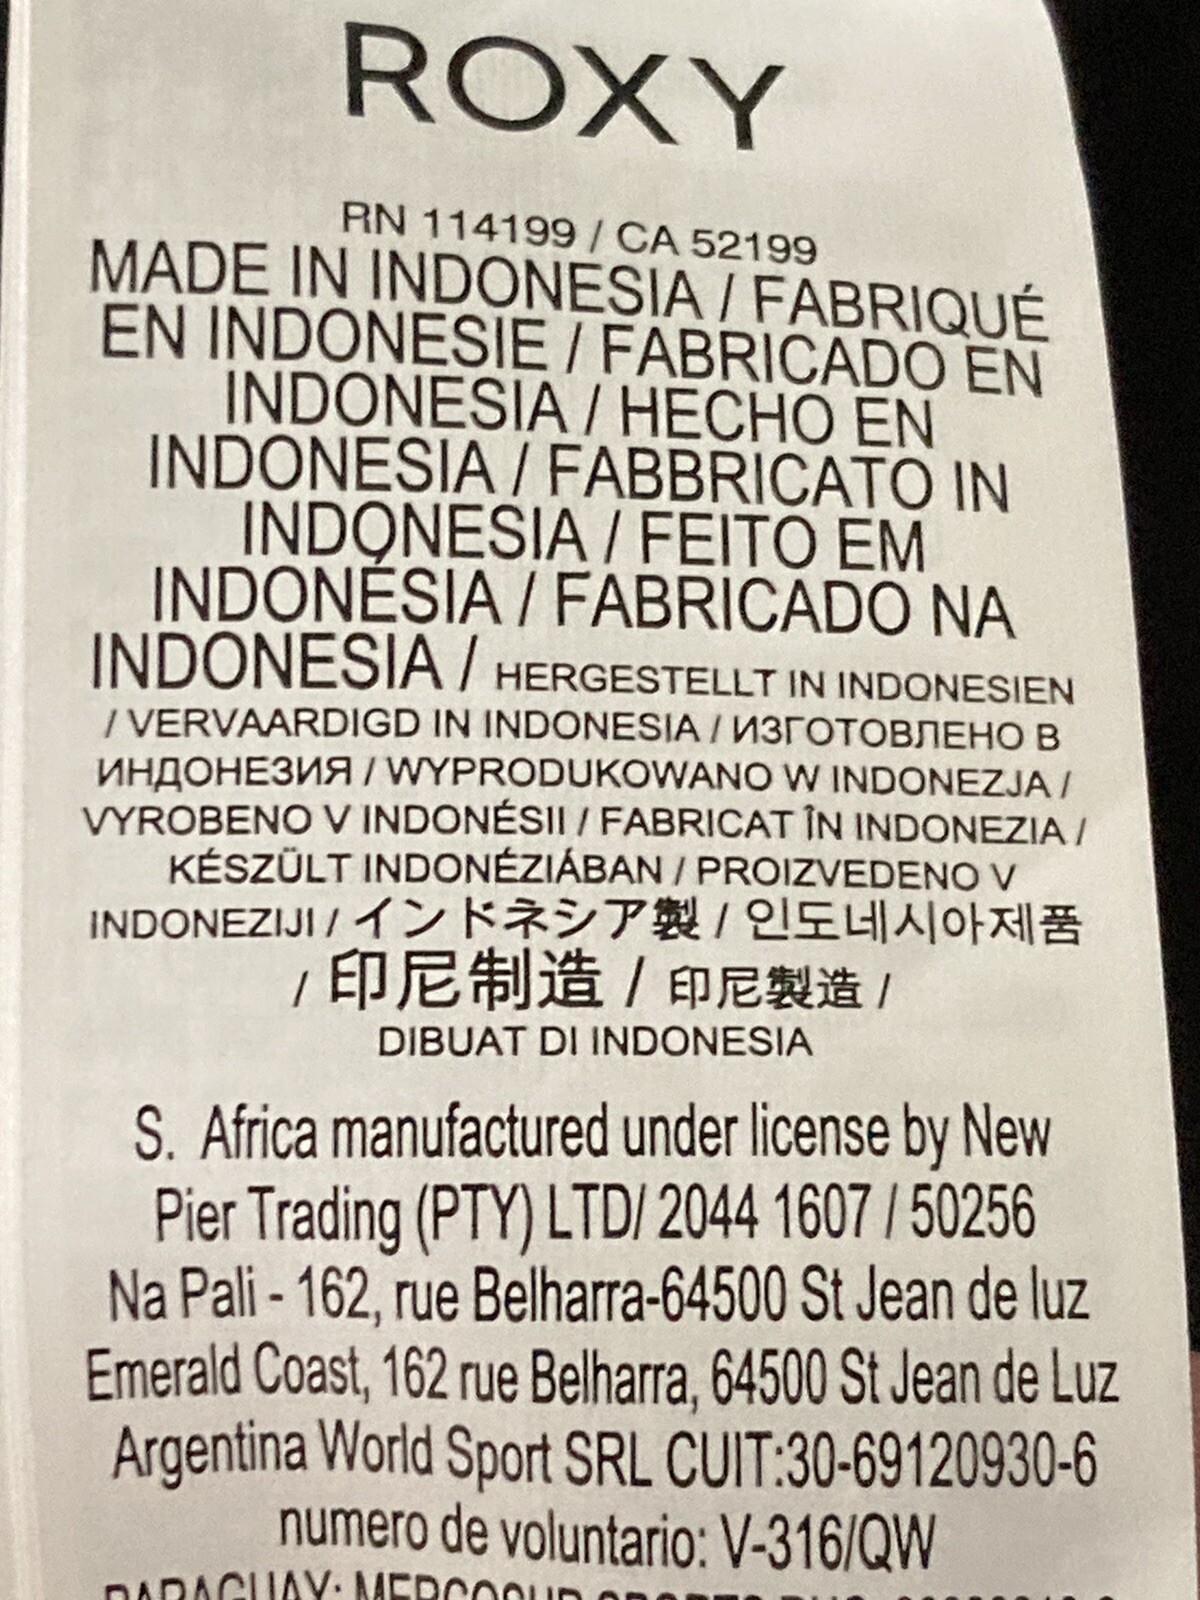 ROXY
RN 114199 / CA 52199
MADE IN INDONESIA / FABRIQUÉ
EN INDONESIE / FABRICADO EN
INDONESIA / HECHO EN
INDONESIA / FABBRICATO IN
INDONESIA / FEITO EM
INDONÉSIA / FABRICADO NA
INDONESIA / HERGESTELLT IN INDONESIEN
/ VERVAARDIGD IN INDONESIA / ИЗГОТОВЛЕНО В
ИНДОНЕЗИЯ / WYPRODUKOWANO W INDONEZJA /
VYROBENO V INDONÉSII / FABRICAT ÎN INDONEZIA /
KÉSZÜLT INDONÉZIÁBAN / PROIZVEDENO V
INDONEZIJI / インドネシア製 / 인도네시아제품
/ 印尼制造 / 印尼製造 /
DIBUAT DI INDONESIA
S. Africa manufactured under license by New
Pier Trading (PTY) LTD/ 2044 1607 / 50256
Na Pali - 162, rue Belharra-64500 St Jean de luz
Emerald Coast, 162 rue Belharra, 64500 St Jean de Luz
Argentina World Sport SRL CUIT:30-69120930-6
numero de voluntario: V-316/QW
PARAGUAY: MERCOSUR SPORTS